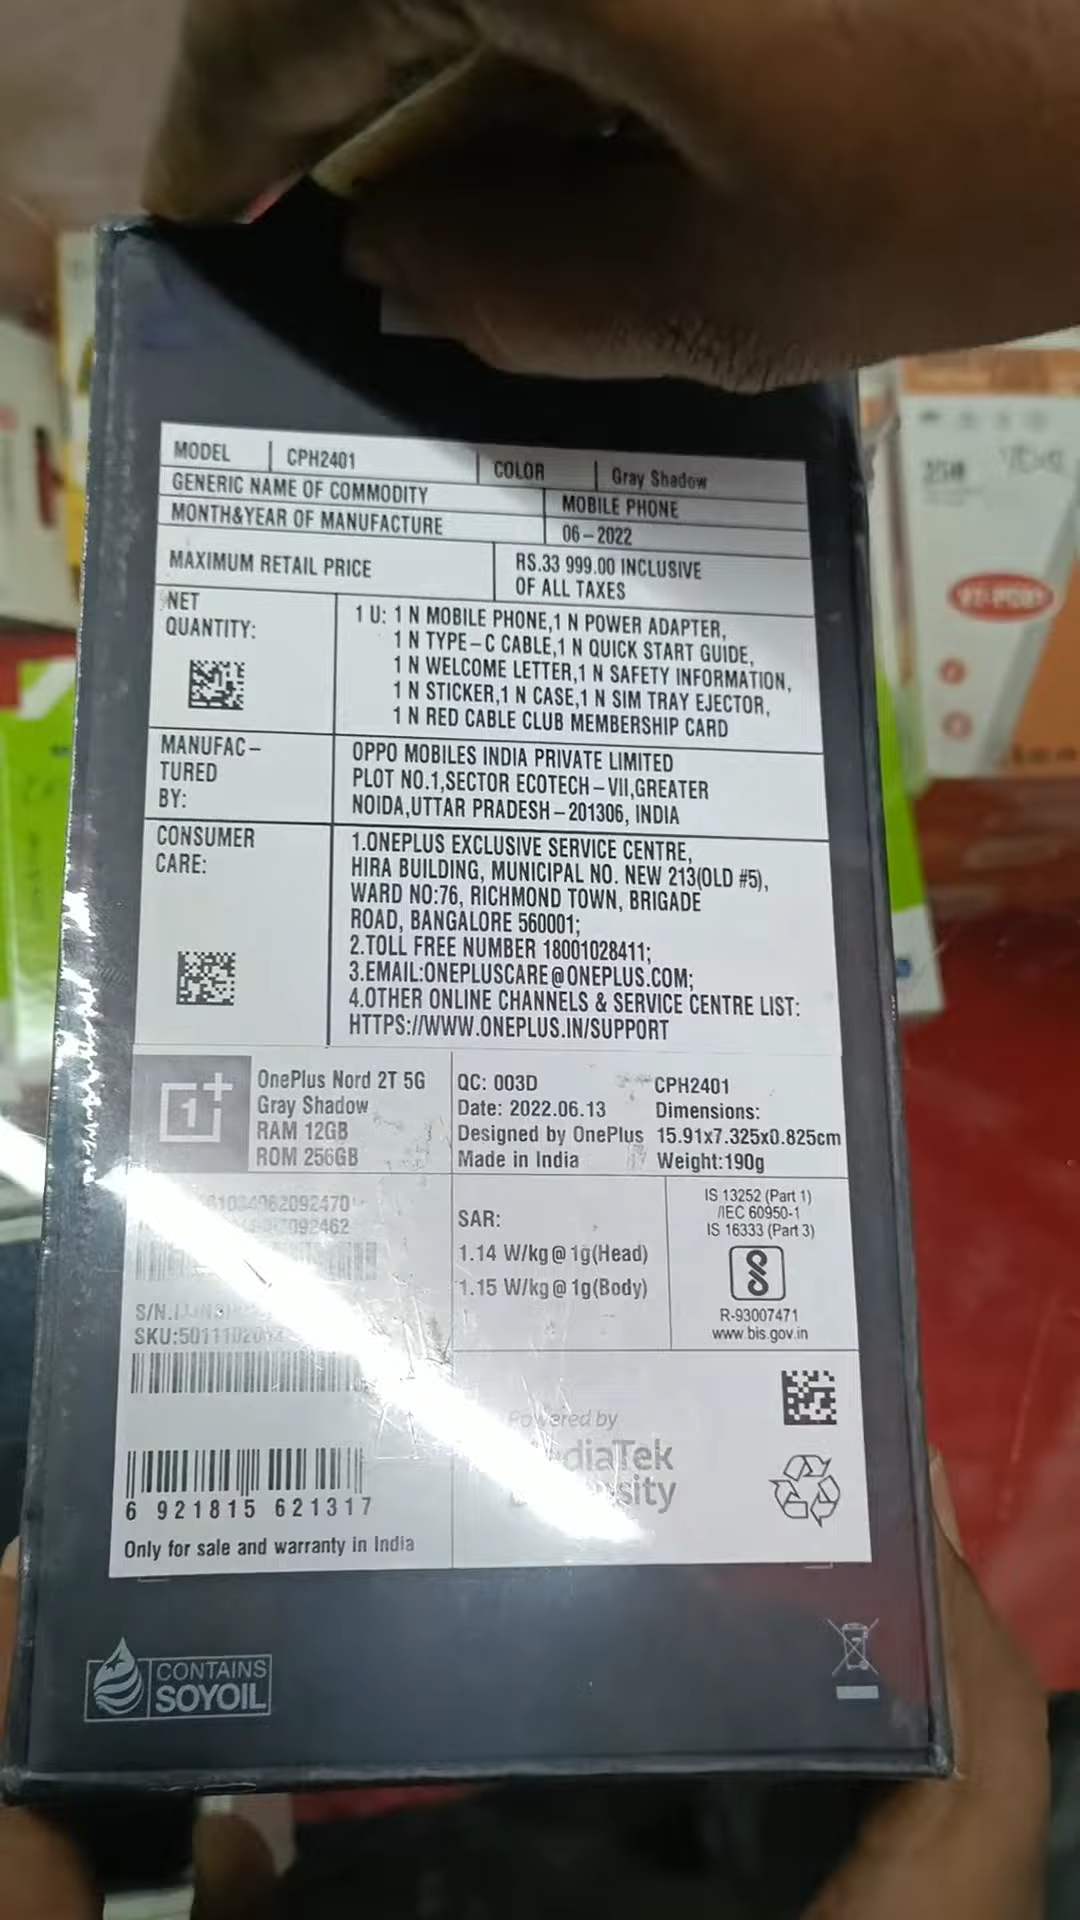 MODEL CPH2401 COLOR Gray Shadow
GENERIC NAME OF COMMODITY MOBILE PHONE
MONTH&YEAR OF MANUFACTURE 06-2022
MAXIMUM RETAIL PRICE RS.33 999.00 INCLUSIVE
OF ALL TAXES
NET
QUANTITY:
1 U: 1 N MOBILE PHONE,1 N POWER ADAPTER,
1 N TYPE-C CABLE,1 N QUICK START GUIDE,
1 N WELCOME LETTER,1 N SAFETY INFORMATION,
1 N STICKER,1 N CASE,1 N SIM TRAY EJECTOR,
1 N RED CABLE CLUB MEMBERSHIP CARD
MANUFAC-
TURED
BY:
OPPO MOBILES INDIA PRIVATE LIMITED
PLOT NO.1,SECTOR ECOTECH-VII,GREATER
NOIDA,UTTAR PRADESH-201306, INDIA
CONSUMER
CARE:
1.ONEPLUS EXCLUSIVE SERVICE CENTRE,
HIRA BUILDING, MUNICIPAL NO. NEW 213(OLD #5),
WARD NO:76, RICHMOND TOWN, BRIGADE
ROAD, BANGALORE 560001;
2.TOLL FREE NUMBER 18001028411;
3.EMAIL:ONEPLUSCARE@ONEPLUS.COM;
4.OTHER ONLINE CHANNELS & SERVICE CENTRE LIST:
HTTPS://WWW.ONEPLUS.IN/SUPPORT
1+
OnePlus Nord 2T 5G
Gray Shadow
RAM 12GB
ROM 256GB
QC: 003D
Date: 2022.06.13
Designed by OnePlus
Made in India
CPH2401
Dimensions:
15.91x7.325x0.825cm
Weight:190g
SAR:
1.14 W/kg@1g(Head)
1.15 W/kg@1g(Body)
IS 13252 (Part 1)
/IEC 60950-1
IS 16333 (Part 3)
R-93007471
www.bis.gov.in
6 921815 621317
Only for sale and warranty in India
Powered by
CONTAINS
SOYOIL